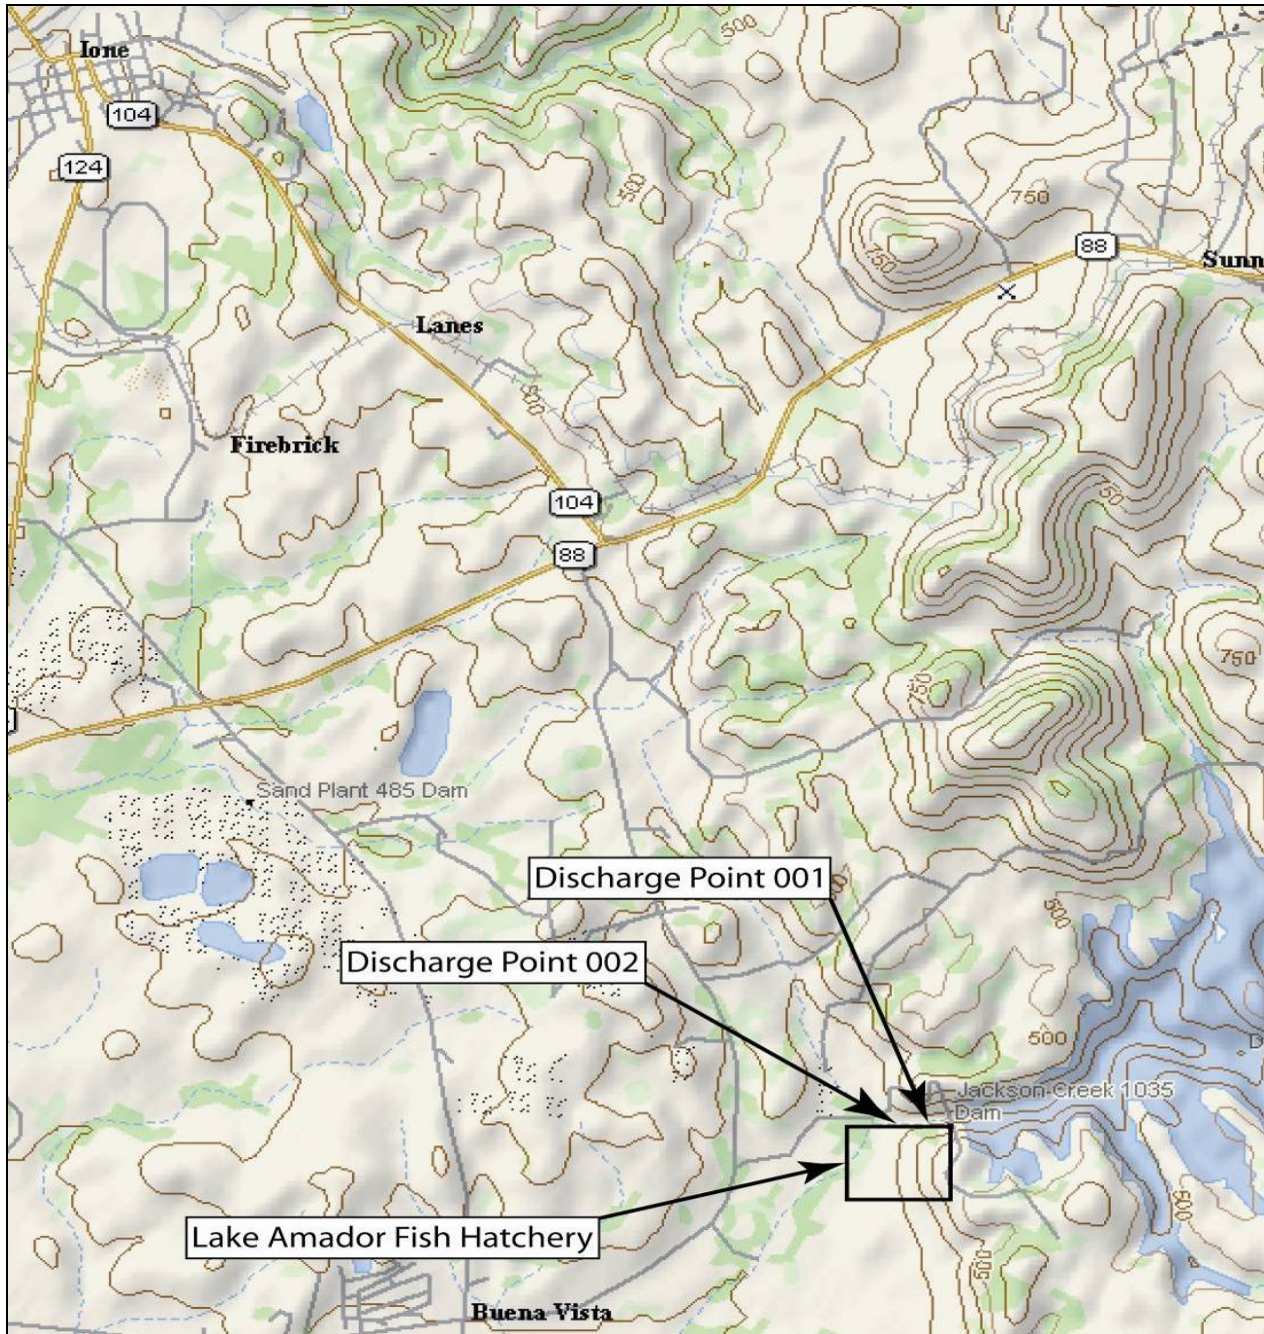 Ione
500
104
124
500
750
750
88
Sunn
Lanes
500
Firebrick
104
88
750
750
Sand Plant 485 Dam
Discharge Point 001
500
Discharge Point 002
500
Jackson Creek 1035
Dam
Lake Amador Fish Hatchery
500
500
Buena Vista